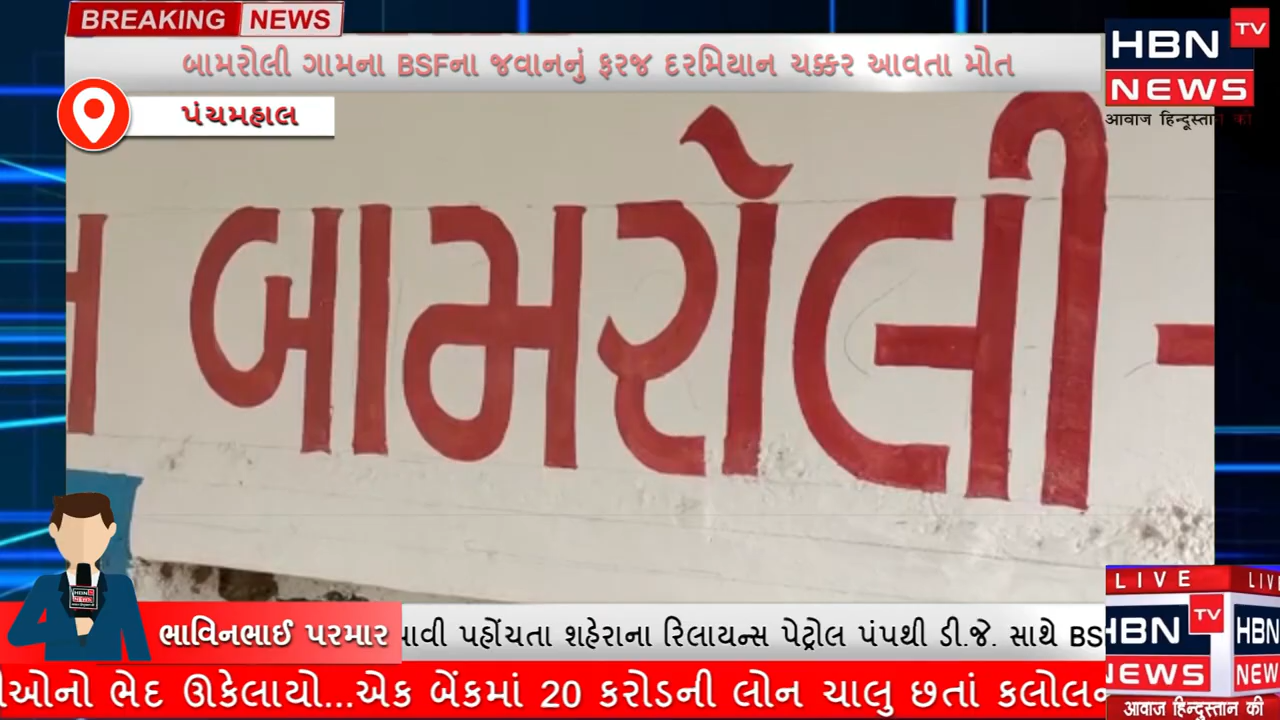 BREAKING NEWS
બામરોલી ગામના BSFના જવાનનું ફરજ દરમિયાન ચક્કર આવતા મોત
HBN TV
NEWS
आवाज हिन्दूस्तान की
પંચમહાલ
બામરોલી -
ભાવિનભાઈ પરમાર
પહોંચતા શહેરાના રિલાયન્સ પેટ્રોલ પંપથી ડી.જે. સાથે BS
ભેદ ઊકેલાયો...એક બેંકમાં 20 કરોડની લોન ચાલુ છતાં કલોલ
LIVE
HBN TV
NEWS
आवाज हिन्दुस्तान की